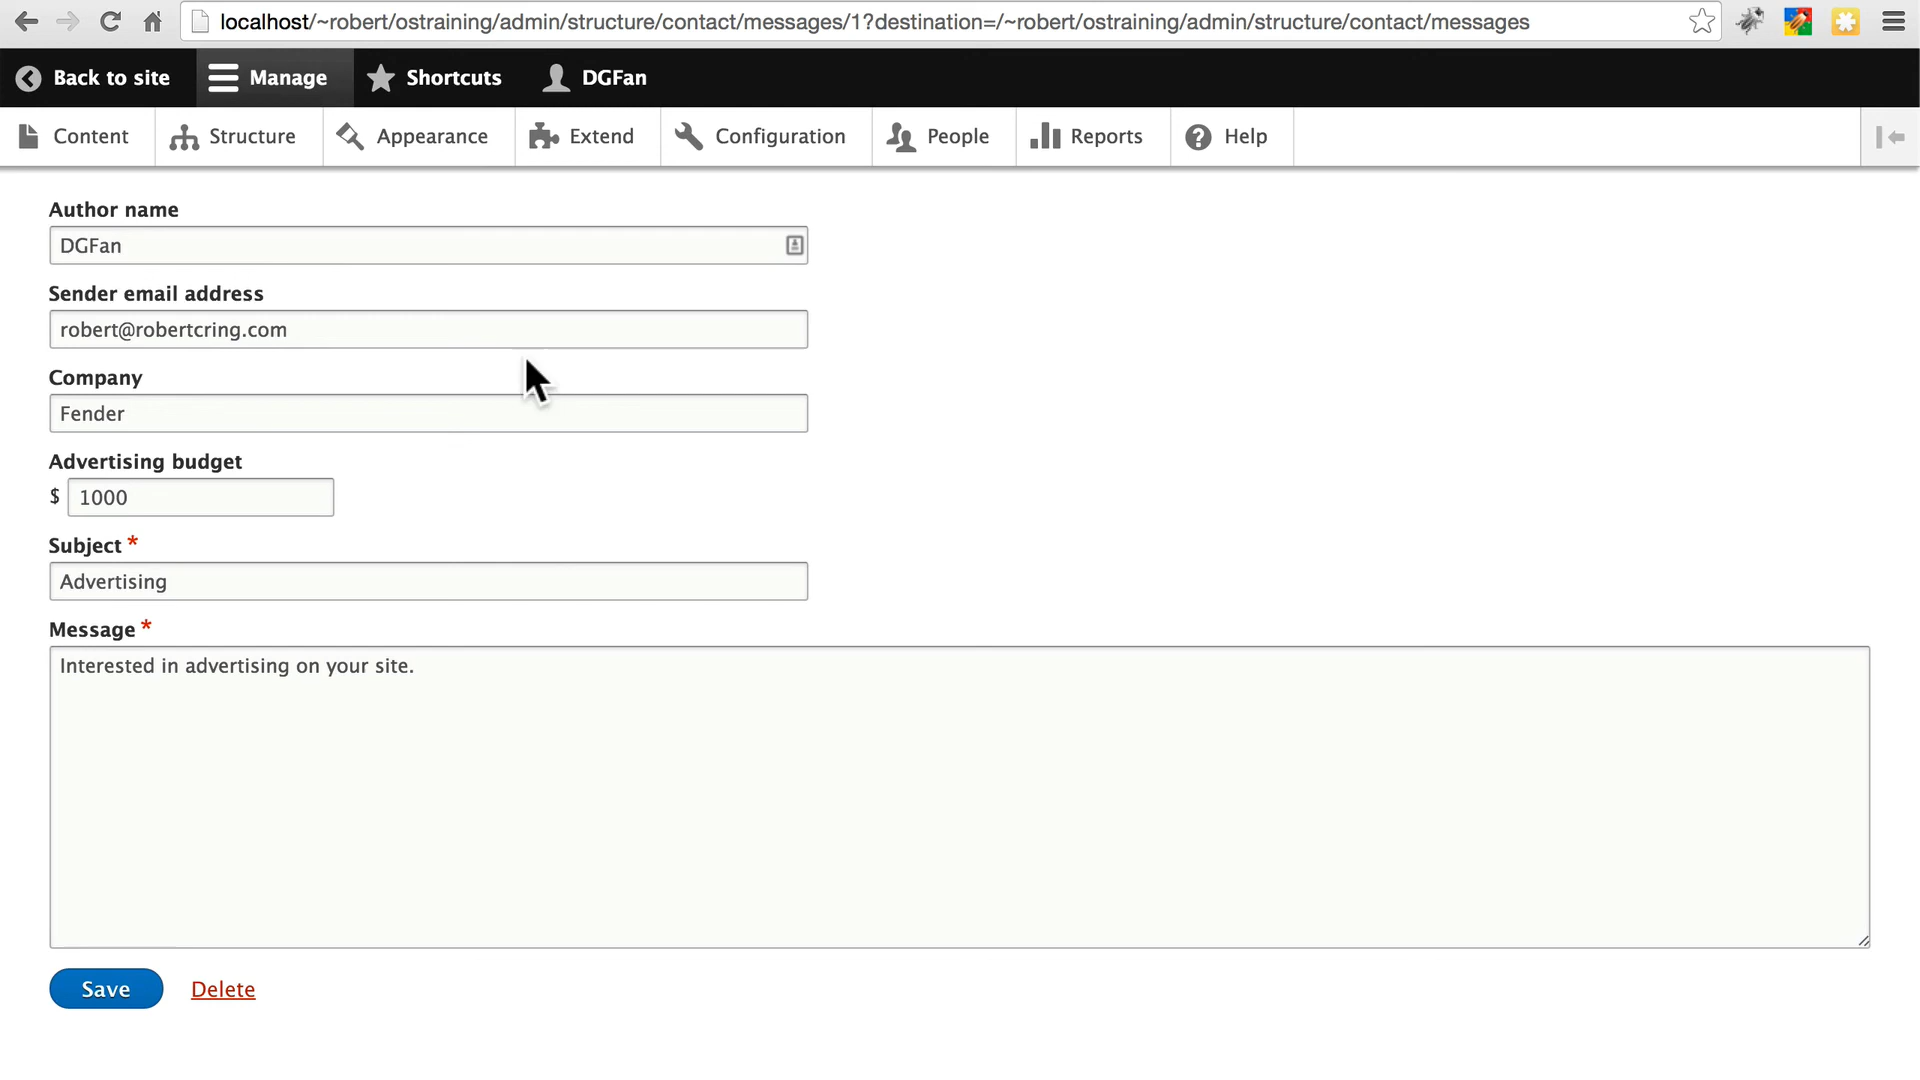 localhost/~robert/ostraining/admin/structure/contact/messages/1?destination=/~robert/ostraining/admin/structure/contact/messages
Back to site Manage Shortcuts DGFan
Content Structure Appearance Extend Configuration People Reports Help
Author name
DGFan
Sender email address
robert@robertcring.com
Company
Fender
Advertising budget
$ 1000
Subject *
Advertising
Message *
Interested in advertising on your site.
Save Delete